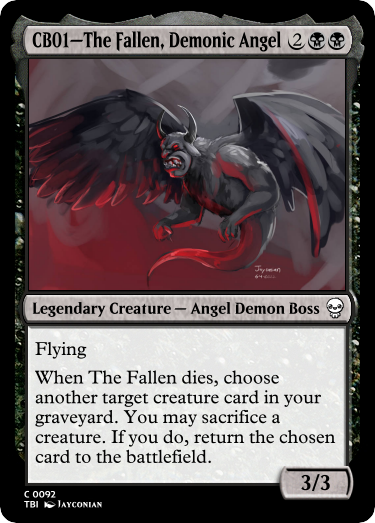 CB01—The Fallen, Demonic Angel 2
Jayconian
Legendary Creature — Angel Demon Boss
Flying
When The Fallen dies, choose
another target creature card in your
graveyard. You may sacrifice a
creature. If you do, return the chosen
card to the battlefield.
3/3
C 0092
TBI JAYCONIAN